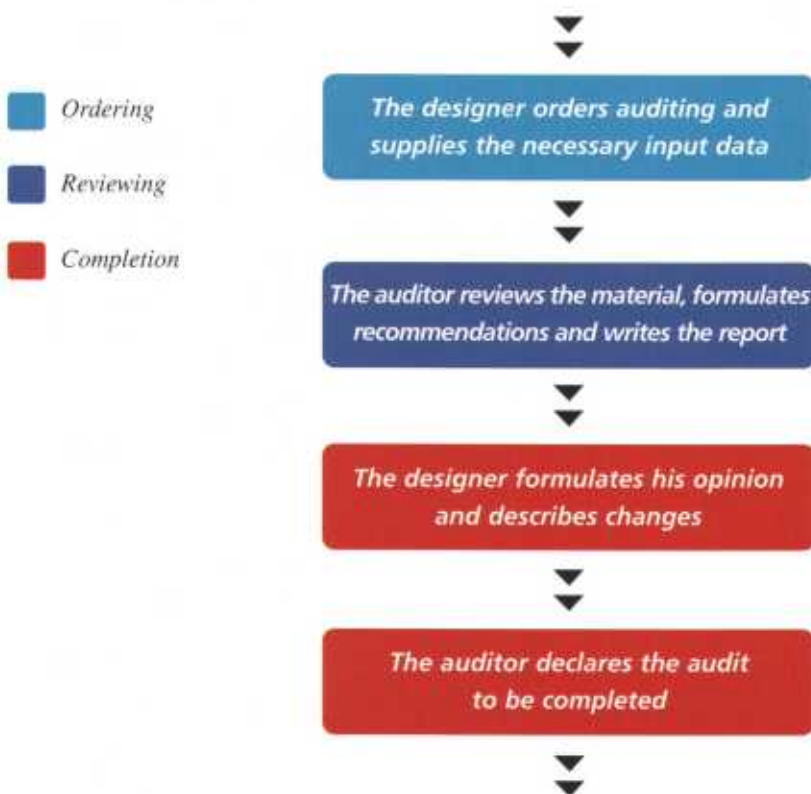 Ordering
Reviewing
Completion
The designer orders auditing and
supplies the necessary input data
The auditor reviews the material, formulates
recommendations and writes the report
The designer formulates his opinion
and describes changes
The auditor declares the audit
to be completed